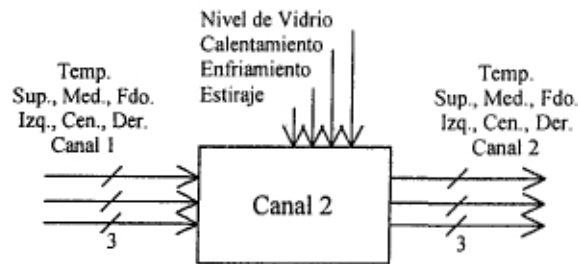 Nivel de Vidrio
Calentamiento
Enfriamiento
Estiraje
Temp.
Sup., Med., Fdo.
Izq., Cen., Der.
Canal 1
3
Canal 2
Temp.
Sup., Med., Fdo.
Izq., Cen., Der.
Canal 2
3